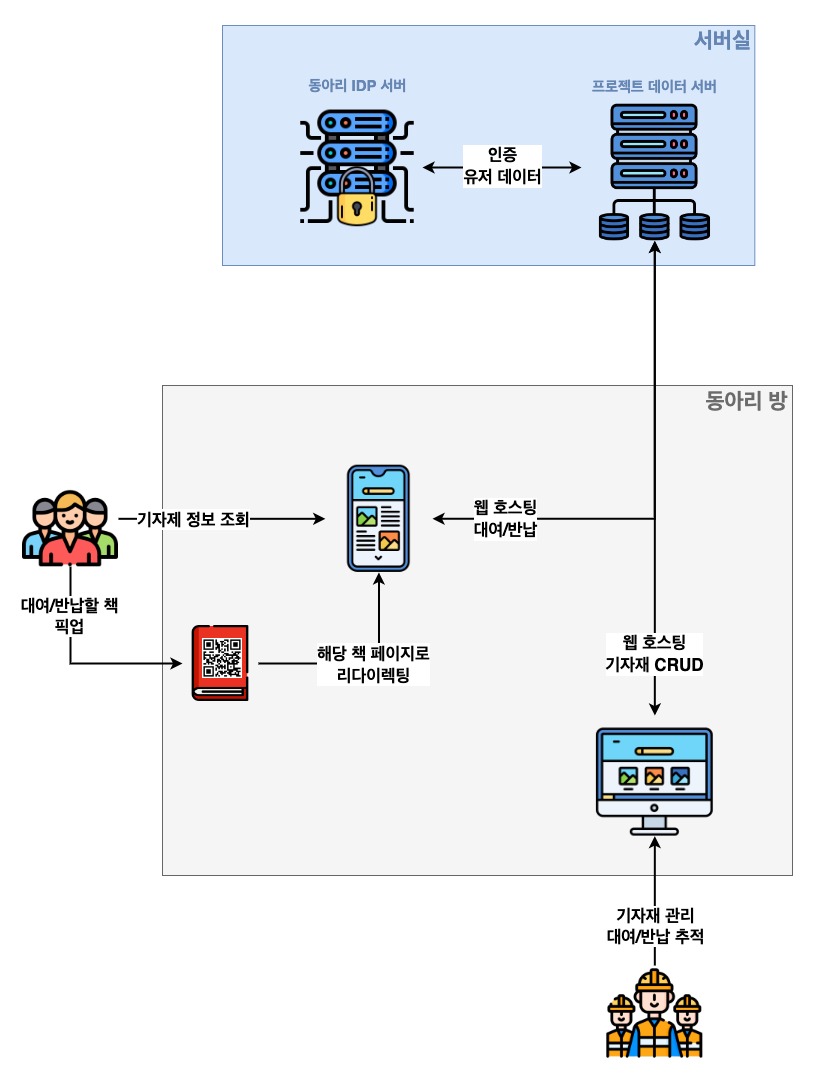 서버실
동아리 IDP 서버
프로젝트 데이터 서버
인증
유저 데이터
동아리 방
기자제 정보 조회
웹 호스팅
대여/반납
대여/반납할 책
픽업
해당 책 페이지로
리다이렉팅
웹 호스팅
기자재 CRUD
기자재 관리
대여/반납 추적